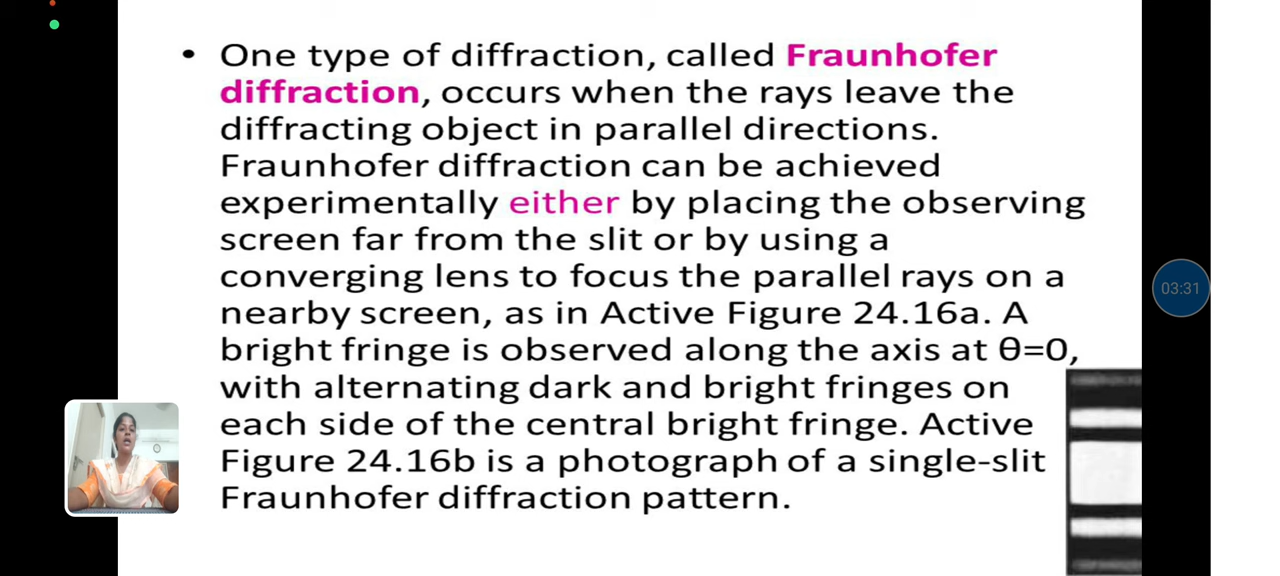 • One type of diffraction, called Fraunhofer
diffraction, occurs when the rays leave the
diffracting object in parallel directions.
Fraunhofer diffraction can be achieved
experimentally either by placing the observing
screen far from the slit or by using a
converging lens to focus the parallel rays on a
nearby screen, as in Active Figure 24.16a. A
bright fringe is observed along the axis at θ=0,
with alternating dark and bright fringes on
each side of the central bright fringe. Active
Figure 24.16b is a photograph of a single-slit
Fraunhofer diffraction pattern.
03:31